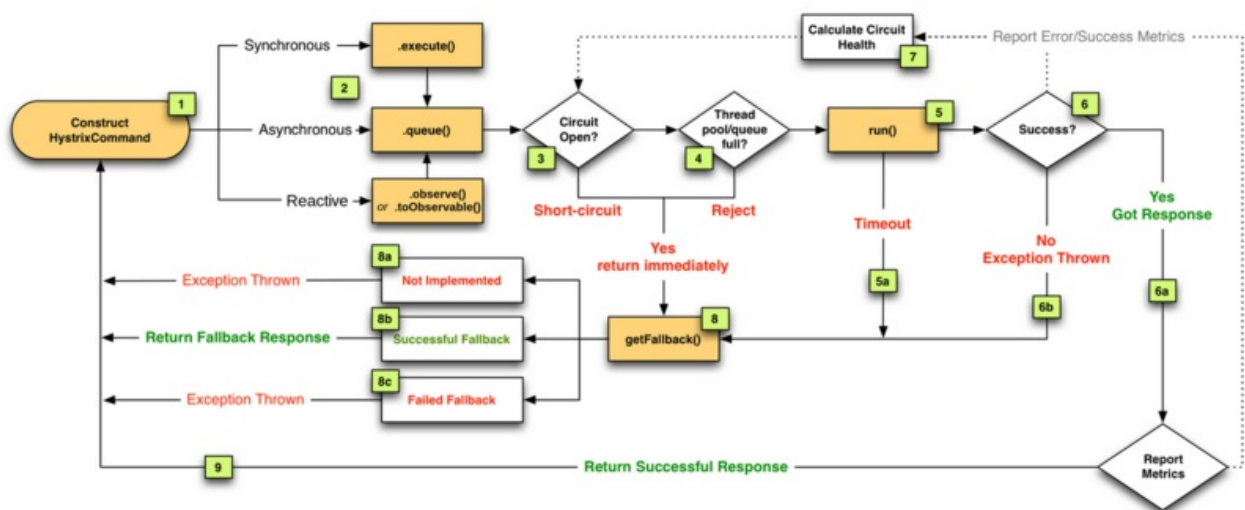 1
Construct
HystrixCommand
Synchronous
.execute()
2
Asynchronous
.queue()
Reactive
.observe()
or .toObservable()
Circuit
Open?
3
Thread
pool/queue
full?
4
run()
5
Success?
6
Calculate Circuit
Health
7
Report Error/Success Metrics
Short-circuit
Reject
Yes
return immediately
Timeout
5a
No
Exception Thrown
6b
Yes
Got Response
6a
getFallback()
8
8a
Not Implemented
Exception Thrown
8b
Successful Fallback
Return Fallback Response
8c
Failed Fallback
Exception Thrown
Report
Metrics
Return Successful Response
9